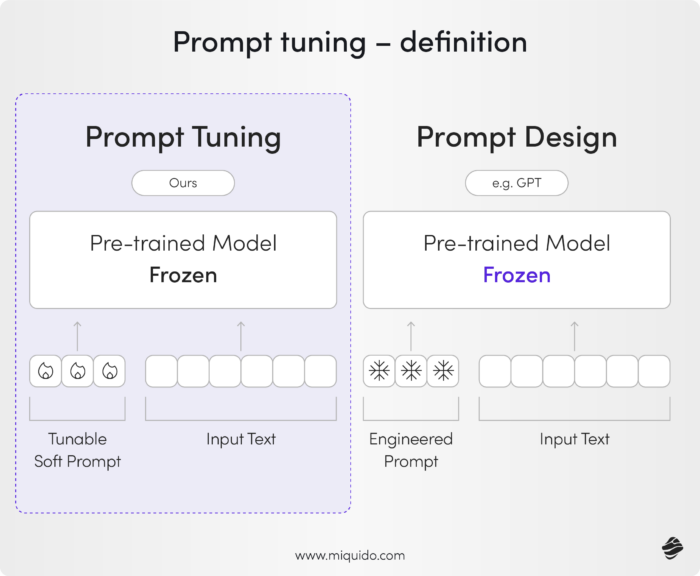 Prompt tuning – definition
Prompt Tuning
Ours
Pre-trained Model
Frozen
Tunable
Soft Prompt
Input Text
Prompt Design
e.g. GPT
Pre-trained Model
Frozen
Engineered
Prompt
Input Text
www.miquido.com